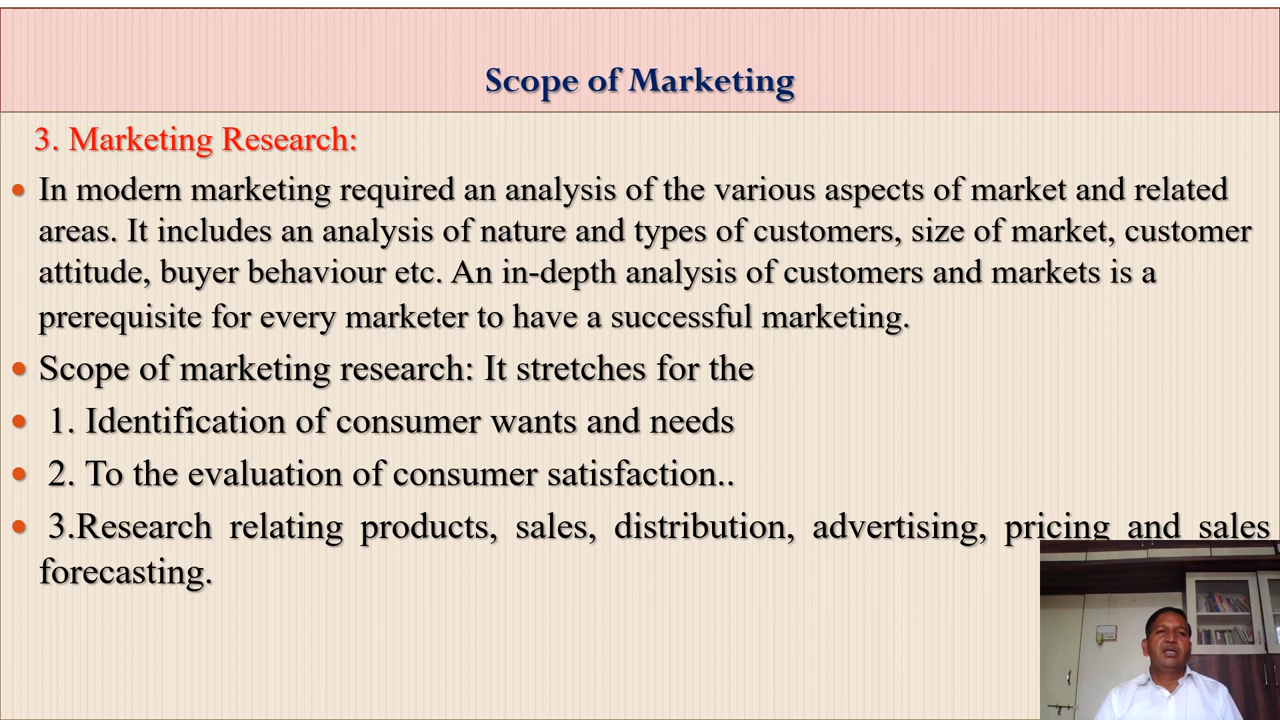 Scope of Marketing
3. Marketing Research:
• In modern marketing required an analysis of the various aspects of market and related
areas. It includes an analysis of nature and types of customers, size of market, customer
attitude, buyer behaviour etc. An in-depth analysis of customers and markets is a
prerequisite for every marketer to have a successful marketing.
• Scope of marketing research: It stretches for the
• 1. Identification of consumer wants and needs
• 2. To the evaluation of consumer satisfaction..
• 3.Research relating products, sales, distribution, advertising, pricing and sales
forecasting.